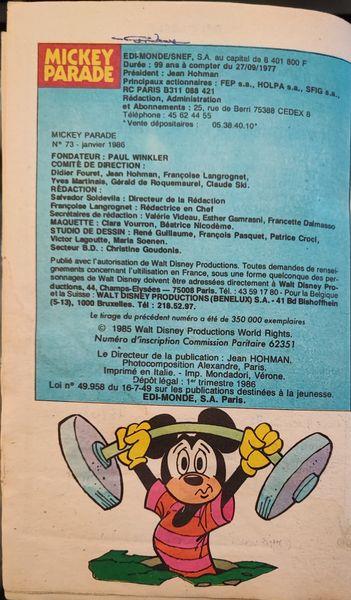 MICKEY
PARADE
EDI-MONDE/SNEF, S.A. au capital de 8 401 800 F
Durée : 99 ans à compter du 27/09/1977
Président : Jean Hohman
Principaux actionnaires : FEP s.a., HOLPA s.a., SFIG s.a.,
RC PARIS B311 088 421
Rédaction, Administration
et Abonnements : 25, rue de Berri 75388 CEDEX 8
Téléphone : 45 62 44 55
*Vente dépositaires : 05.38.40.10*
MICKEY PARADE
N° 73 - janvier 1986
FONDATEUR : PAUL WINKLER
COMITÉ DE DIRECTION :
Didier Fouret, Jean Hohman, Françoise Langrognet,
Yves Martinais, Gérald de Roquemaurel, Claude Ski.
RÉDACTION :
Salvador Soldevila : Directeur de la Rédaction
Françoise Langrognet : Rédactrice en Chef
Secrétaires de rédaction : Valérie Videau, Esther Gamrasni, Francette Dalmasso
MAQUETTE : Clara Vourron, Béatrice Nicodème.
STUDIO DE DESSIN : René Guillaume, François Pasquet, Patrice Croci,
Victor Lagoutte, Maria Soenen.
Secteur B.D. : Christine Goudonis.
Publié avec l'autorisation de Walt Disney Productions. Toutes demandes de rensei-
gnements concernant l'utilisation en France, sous une forme quelconque des per-
sonnages de Walt Disney doivent être adressées directement à Walt Disney Pro-
ductions, 44, Champs-Elysées — 75008 Paris. Tél. : 43 59 17 80 - Pour la Belgique
et la Suisse : WALT DISNEY PRODUCTIONS (BENELUX) S.A. - 41 Bd Bishoffhein
(5-13), 1000 Bruxelles. Tél : 218.52.97.
Le tirage du précédent numéro a été de 350 000 exemplaires
© 1985 Walt Disney Productions World Rights.
Numéro d'inscription Commission Paritaire 62351
Le Directeur de la publication : Jean HOHMAN.
Photocomposition Alexandre, Paris.
Imprimé en Italie. - Imp. Mondadori, Vérone.
Dépôt légal : 1er trimestre 1986
Loi n° 49.958 du 16-7-49 sur les publications destinées à la jeunesse.
EDI-MONDE, S.A. Paris.